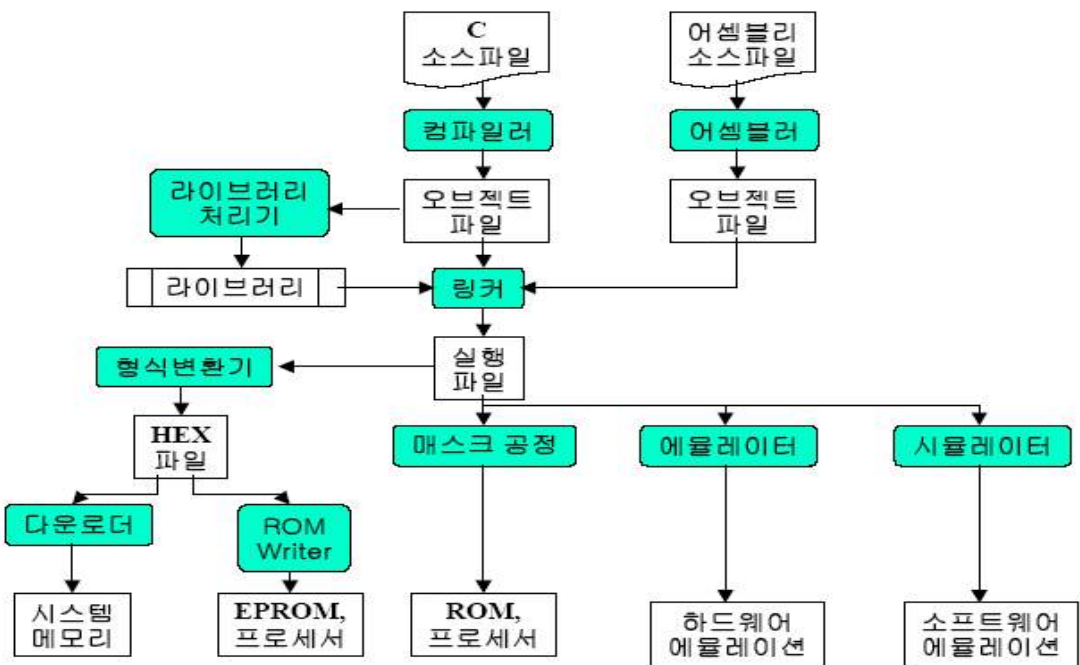 C
소스파일
어셈블리
소스파일
컴파일러
어셈블러
라이브러리
처리기
오브젝트
파일
오브젝트
파일
라이브러리
링커
형식변환기
실행
파일
HEX
파일
매스크 공정
에뮬레이터
시뮬레이터
다운로더
ROM
Writer
시스템
메모리
EPROM,
프로세서
ROM,
프로세서
하드웨어
에뮬레이션
소프트웨어
에뮬레이션